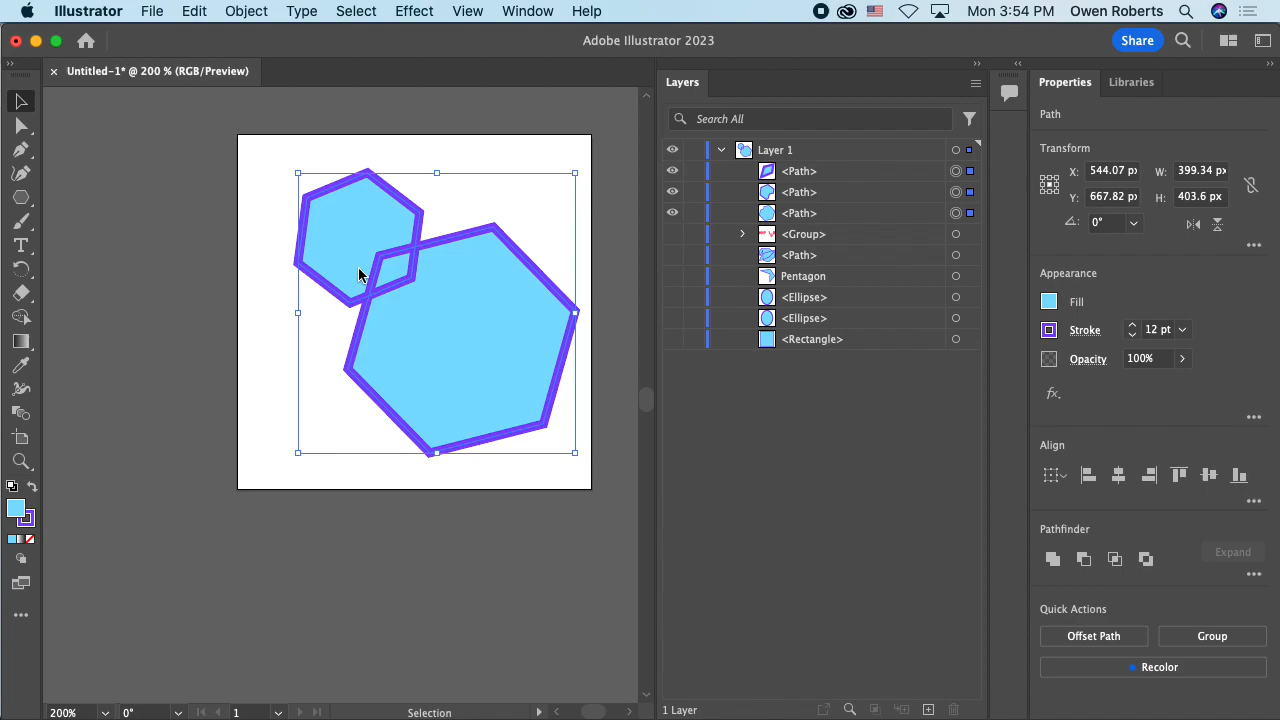 Illustrator File Edit Object Type Select Effect View Window Help Mon 3:54 PM Owen Roberts
Adobe Illustrator 2023 Share
× Untitled-1* @ 200 % (RGB/Preview)
Layers
Search All
Layer 1
<Path>
<Path>
<Path>
<Group>
<Path>
Pentagon
<Ellipse>
<Ellipse>
<Rectangle>
1 Layer
Properties Libraries
Path
Transform
X: 544.07 px W: 399.34 px
Y: 667.82 px H: 403.6 px
0°
Appearance
Fill
Stroke 12 pt
Opacity 100%
fx.
Align
Pathfinder
Expand
Quick Actions
Offset Path Group
Recolor
200% 0° 1 Selection